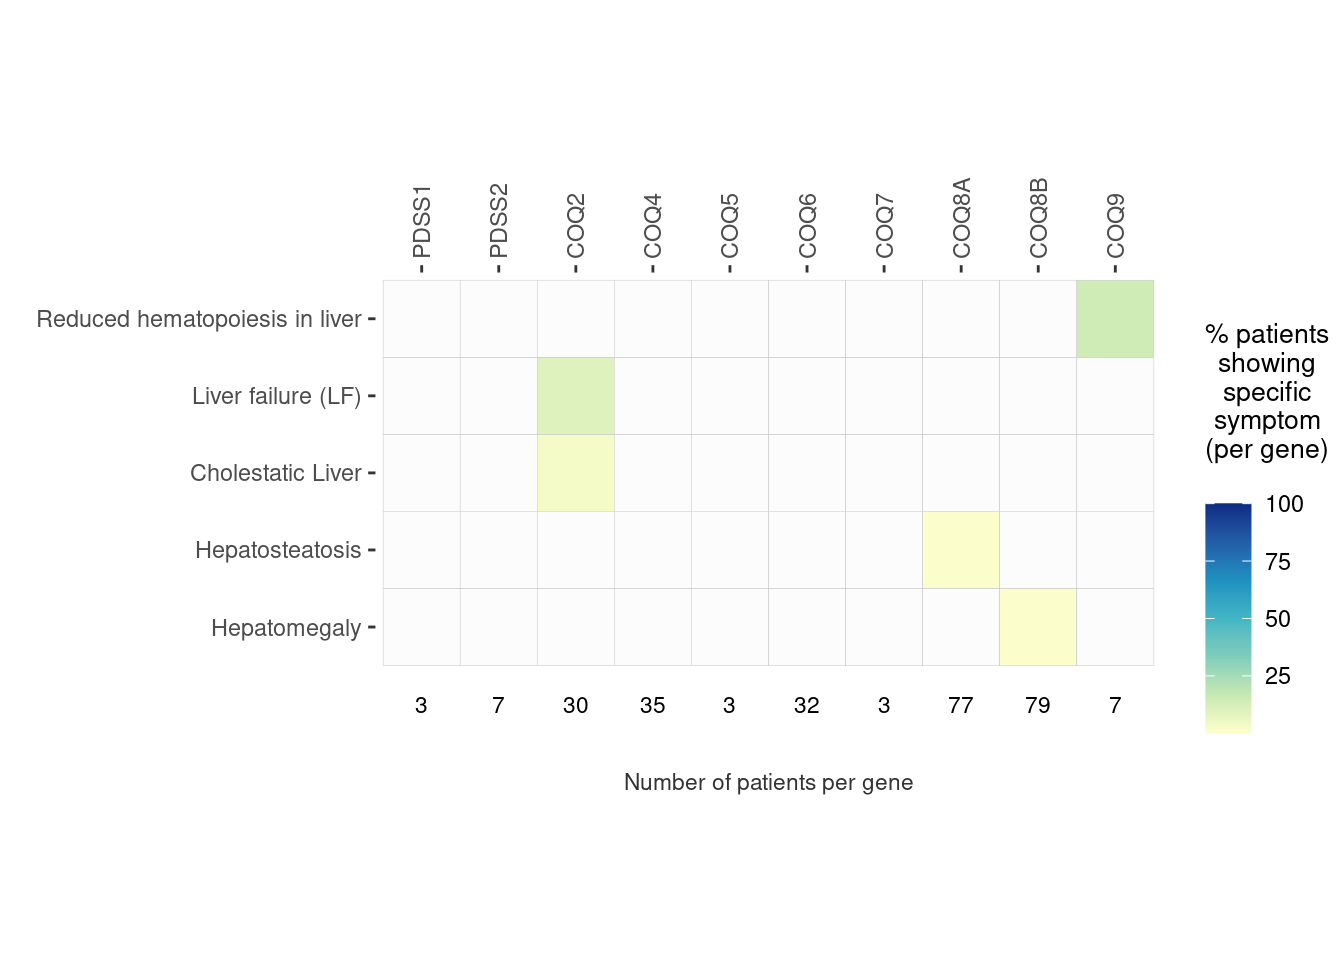 PDSS1
PDSS2
COQ2
COQ4
COQ5
COQ6
COQ7
COQ8A
COQ8B
COQ9
Reduced hematopoiesis in liver
Liver failure (LF)
Cholestatic Liver
Hepatosteatosis
Hepatomegaly
3 7 30 35 3 32 3 77 79 7
Number of patients per gene
% patients
showing
specific
symptom
(per gene)
100
75
50
25